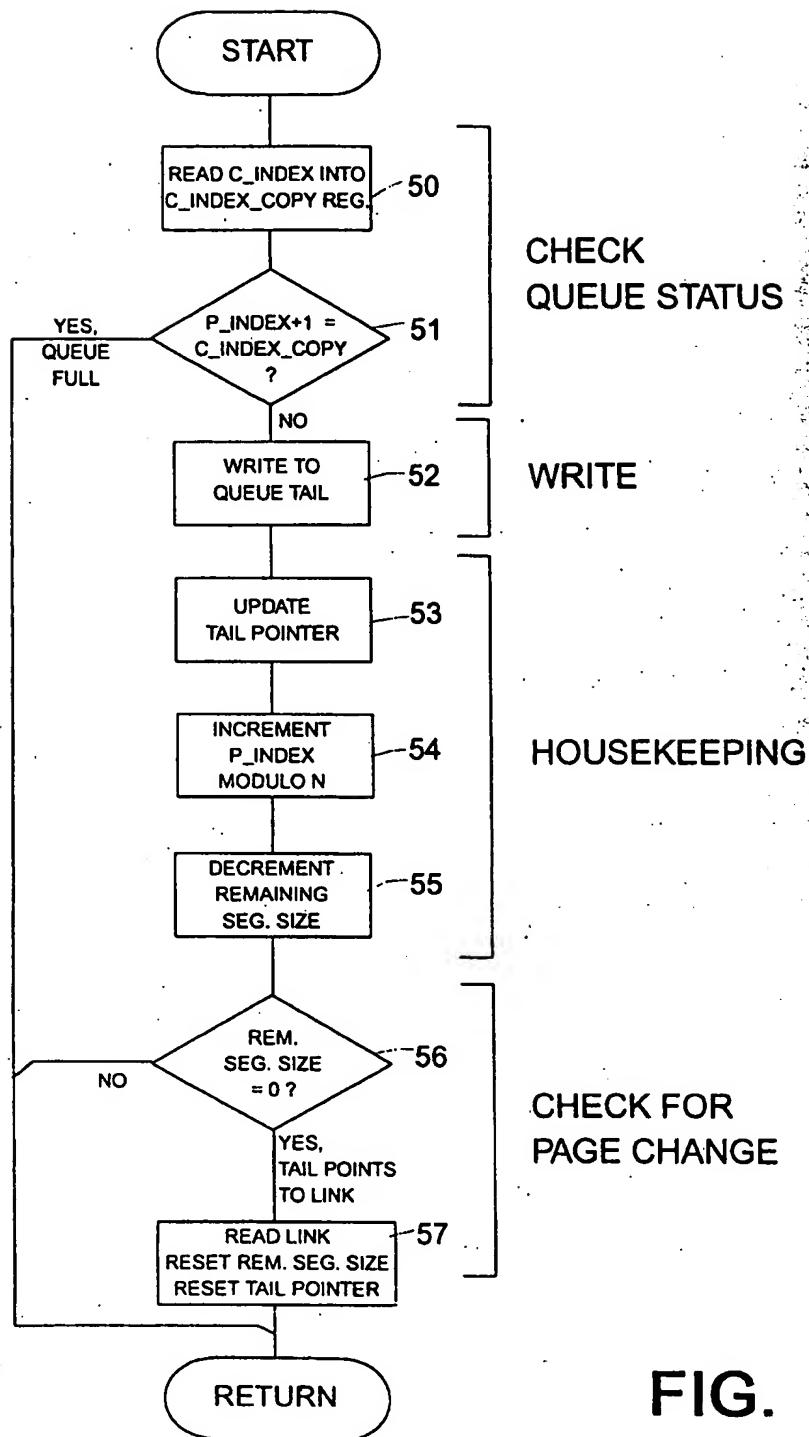 START
READ C_INDEX INTO
C_INDEX_COPY REG.
50
CHECK
QUEUE STATUS
P_INDEX+1 =
C_INDEX_COPY
?
51
YES,
QUEUE
FULL
NO
WRITE TO
QUEUE TAIL
52
WRITE
UPDATE
TAIL POINTER
53
INCREMENT
P_INDEX
MODULO N
54
HOUSEKEEPING
DECREMENT
REMAINING
SEG. SIZE
55
REM.
SEG. SIZE
= 0 ?
56
NO
CHECK FOR
PAGE CHANGE
YES,
TAIL POINTS
TO LINK
READ LINK
RESET REM. SEG. SIZE
RESET TAIL POINTER
57
RETURN
FIG.